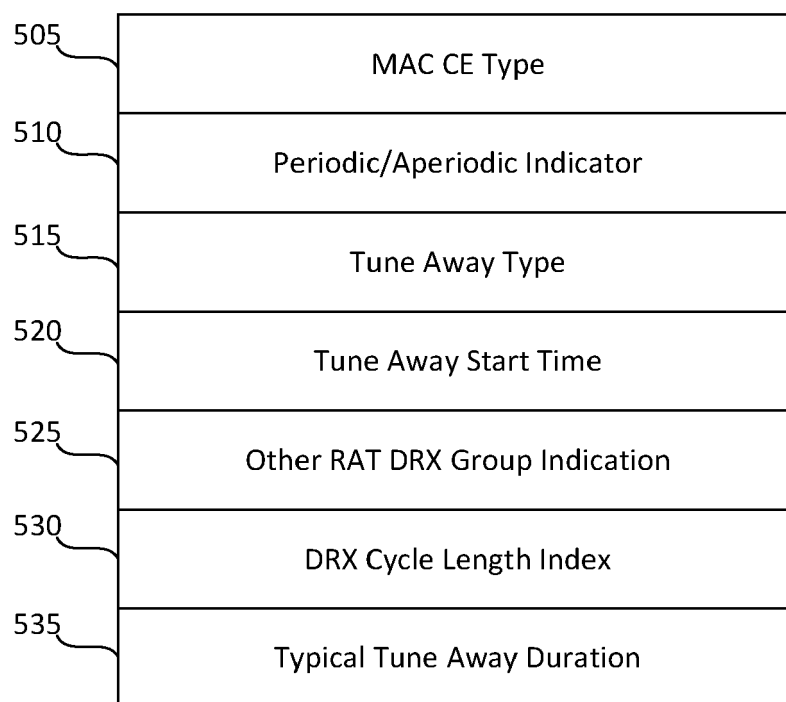 505
MAC CE Type
510
Periodic/Aperiodic Indicator
515
Tune Away Type
520
Tune Away Start Time
525
Other RAT DRX Group Indication
530
DRX Cycle Length Index
535
Typical Tune Away Duration